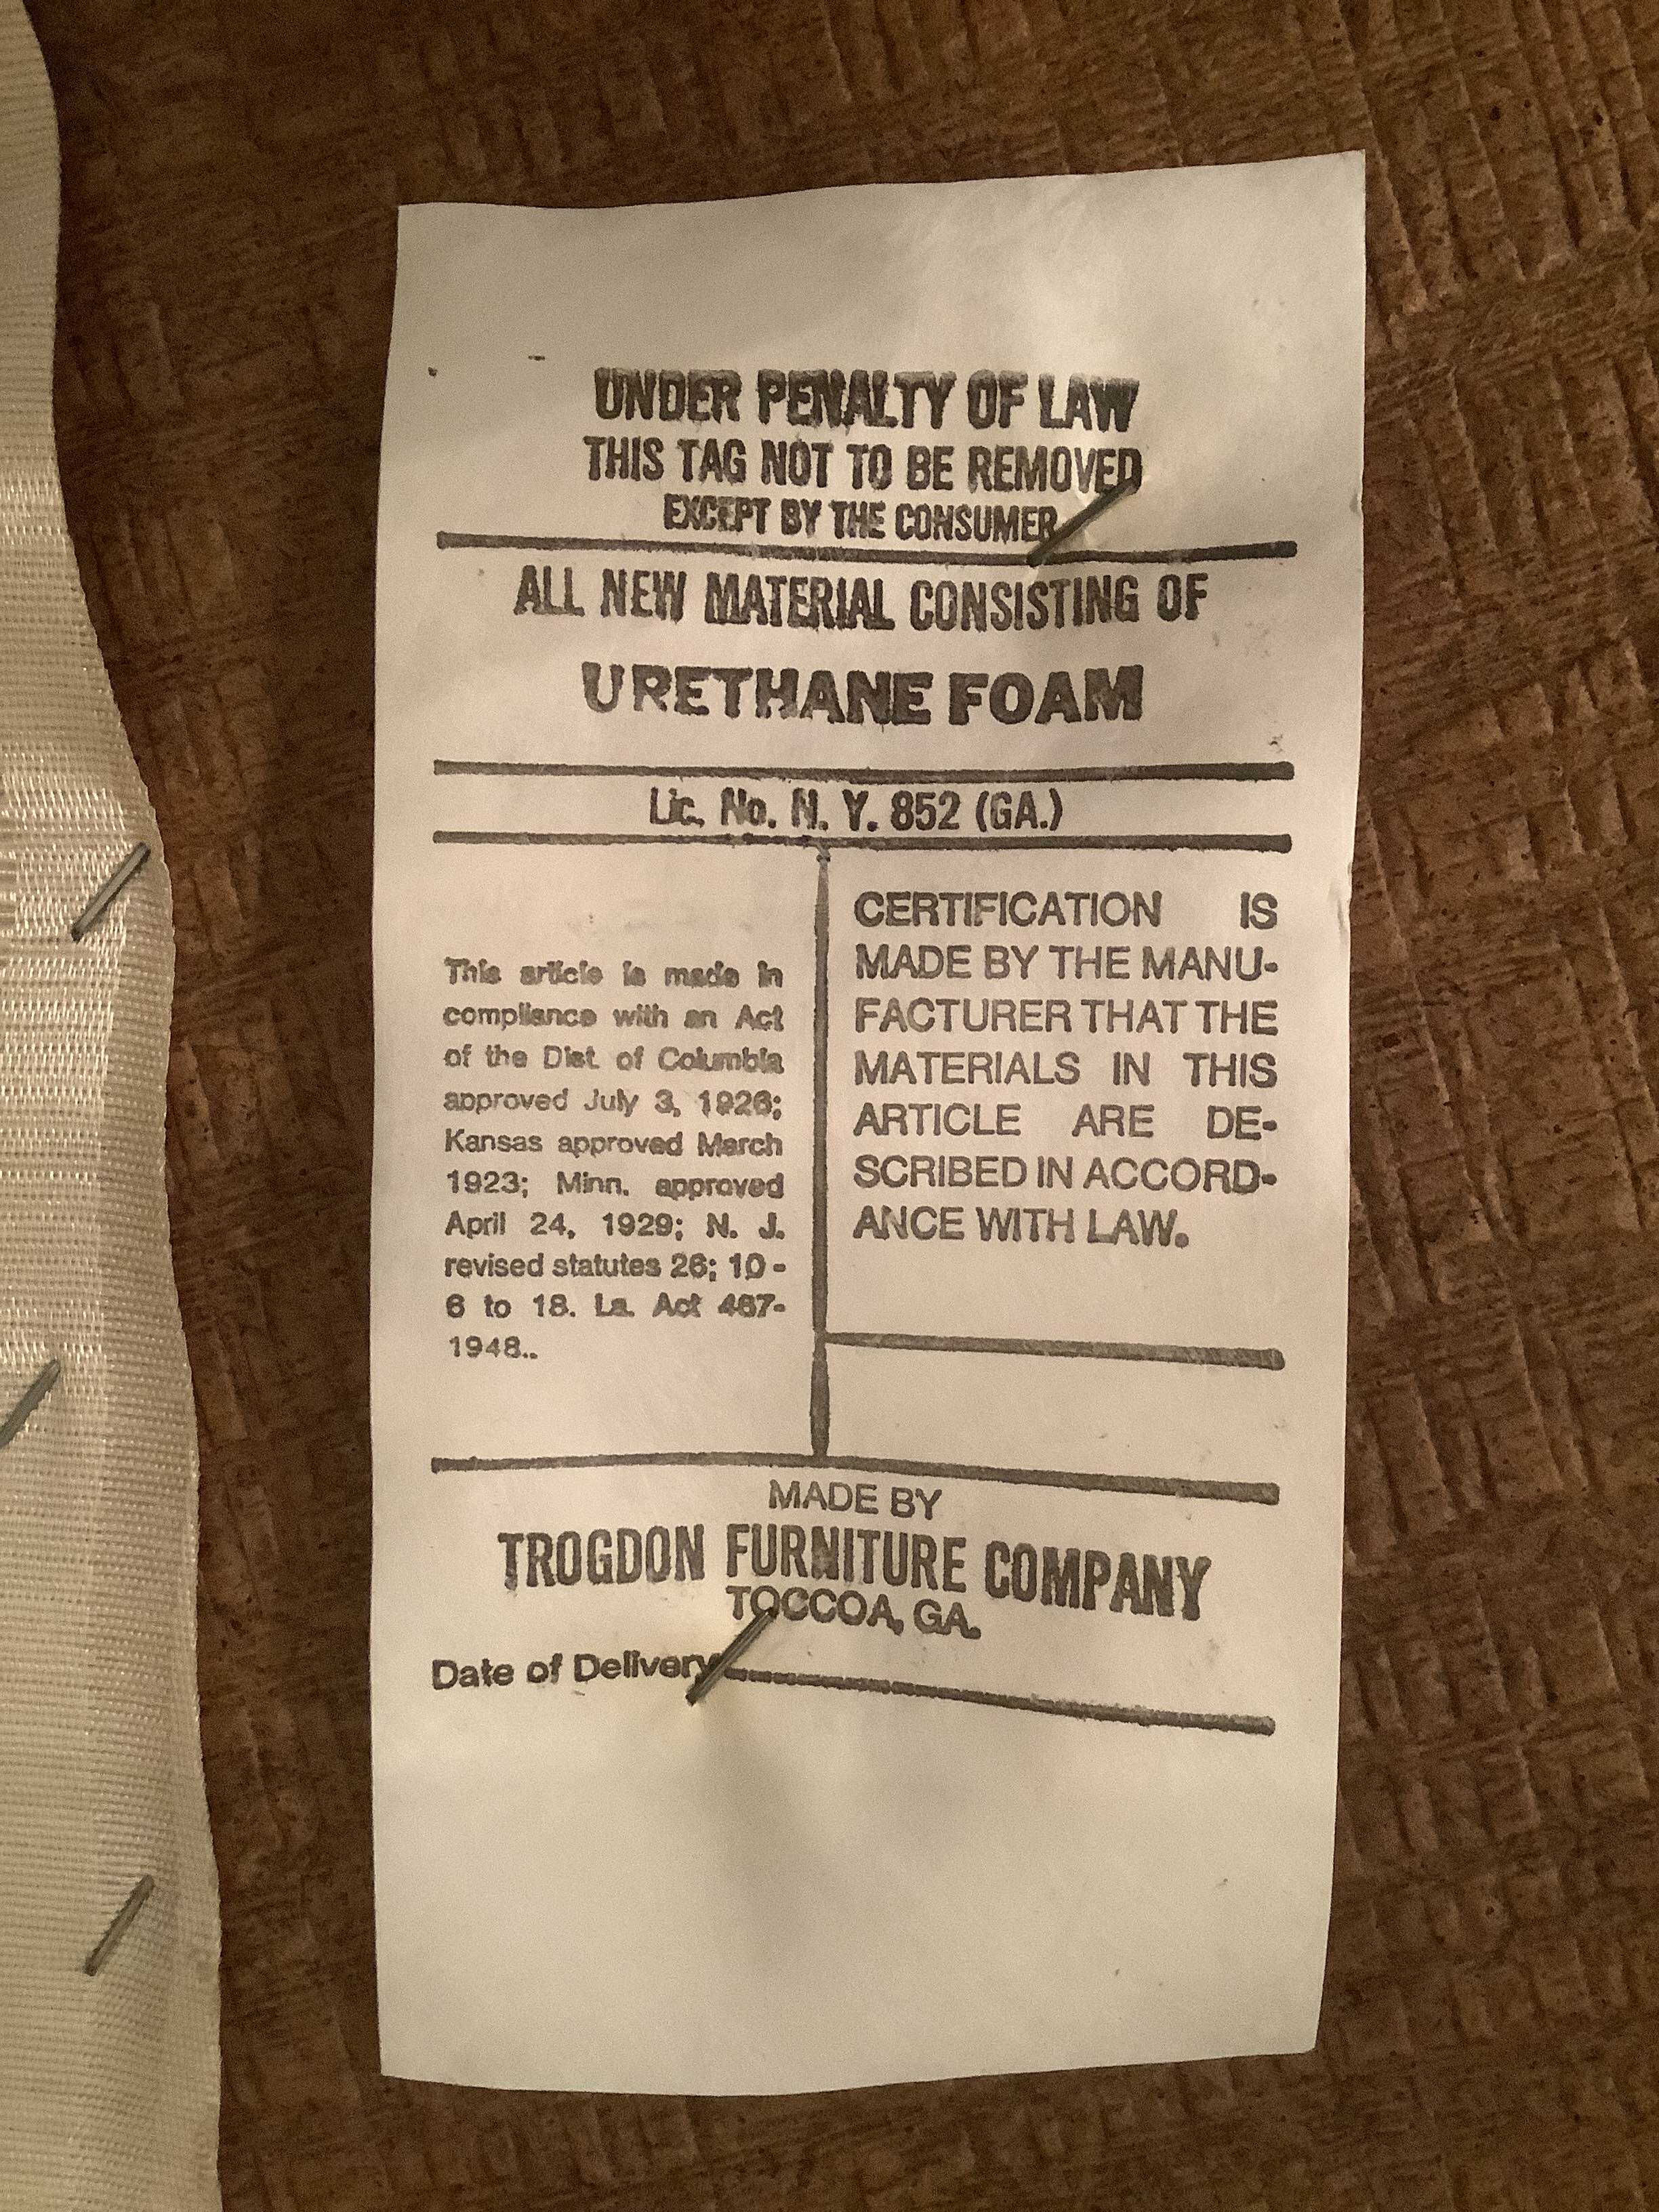 UNDER PENALTY OF LAW
THIS TAG NOT TO BE REMOVED
EXCEPT BY THE CONSUMER
ALL NEW MATERIAL CONSISTING OF
URETHANE FOAM
Lic. No. N. Y. 852 (GA.)
This article is made in
compliance with an Act
of the Dist. of Columbia
approved July 3, 1926;
Kansas approved March
1923; Minn. approved
April 24, 1929; N. J.
revised statutes 26; 10-
6 to 18. La. Act 467-
1948..
CERTIFICATION IS
MADE BY THE MANU-
FACTURER THAT THE
MATERIALS IN THIS
ARTICLE ARE DE-
SCRIBED IN ACCORD-
ANCE WITH LAW.
MADE BY
TROGDON FURNITURE COMPANY
TOCCOA, GA.
Date of Delivery